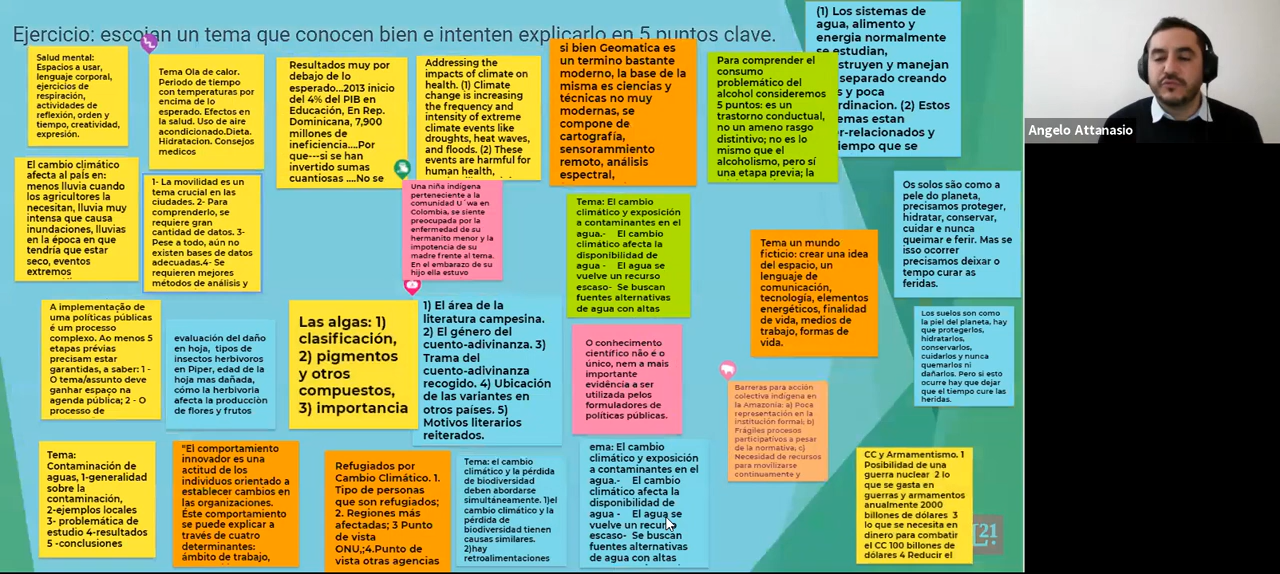 Ejercicio: escojan un tema que conocen bien e intenten explicarlo en 5 puntos clave.
Salud mental:
Espacios a usar,
lenguaje corporal,
ejercicios de
respiración,
actividades de
reflexión, orden y
tiempo, creatividad,
expresión.
Tema Ola de calor.
Periodo de tiempo
con temperaturas por
encima de lo
esperado. Efectos en
la salud. Uso de aire
acondicionado.Dieta.
Hidratacion. Consejos
medicos
Resultados muy por
debajo de lo
esperado...2013 inicio
del 4% del PIB en
Educación, En Rep.
Dominicana, 7,900
millones de
ineficiencia....Por
que---si se han
invertido sumas
cuantiosas ....No se
Addressing the
impacts of climate on
health. (1) Climate
change is increasing
the frequency and
intensity of extreme
climate events like
droughts, heat waves,
and floods. (2) These
events are harmful for
human health,
si bien Geomatica es
un termino bastante
moderno, la base de la
misma es ciencias y
técnicas no muy
modernas, se
compone de
cartografía,
sensorammiento
remoto, análisis
espectral,
Para comprender el
consumo
problemático del
alcohol consideremos
5 puntos: es un
trastorno conductual,
no un ameno rasgo
distintivo; no es lo
mismo que el
alcoholismo, pero sí
una etapa previa; la
(1) Los sistemas de
agua, alimento y
energia normalmente
se estudian,
y manejan
separado creando
y poca
(2) Estos
estan
-relacionados y
tiempo que se
Angelo Attanasio
El cambio climático
afecta al país en:
menos lluvia cuando
los agricultores la
necesitan, lluvia muy
intensa que causa
inundaciones, lluvias
en la época en que
tendría que estar
seco, eventos
extremos
1- La movilidad es un
tema crucial en las
ciudades. 2- Para
comprenderlo, se
requiere gran
cantidad de datos. 3-
Pese a todo, aún no
existen bases de datos
adecuadas.4- Se
requieren mejores
métodos de análisis y
Una niña indígena
perteneciente a la
comunidad U´wa en
Colombia, se siente
preocupada por la
enfermedad de su
hermanito menor y la
impotencia de su
madre frente al tema.
En el embarazo de su
hijo ella estuvo
Tema: El cambio
climático y exposición
a contaminantes en el
agua.- El cambio
climático afecta la
disponibilidad de
agua - El agua se
vuelve un recurso
escaso- Se buscan
fuentes alternativas
de agua con altas
Tema un mundo
ficticio: crear una idea
del espacio, un
lenguaje de
comunicación,
tecnología, elementos
energéticos, finalidad
de vida, medios de
trabajo, formas de
vida.
Os solos são como a
pele do planeta,
precisamos proteger,
hidratar, conservar,
cuidar e nunca
queimar e ferir. Mas se
isso ocorrer
precisamos deixar o
tempo curar as
feridas.
A implementação de
uma políticas públicas
é um processo
complexo. Ao menos 5
etapas prévias
precisam estar
garantidas, a saber: 1 -
O tema/assunto deve
ganhar espaço na
agenda pública; 2 - O
processo de
evaluación del daño
en hoja, tipos de
insectos herbívoros
en Piper, edad de la
hoja mas dañada,
cómo la herbivoria
afecta la producciòn
de flores y frutos
Las algas: 1)
clasificación,
2) pigmentos
y otros
compuestos,
3) importancia
1) El área de la
literatura campesina.
2) El género del
cuento-adivinanza. 3)
Trama del
cuento-adivinanza
recogido. 4) Ubicación
de las variantes en
otros países. 5)
Motivos literarios
reiterados.
O conhecimento
científico não é o
único, nem a mais
importante
evidência a ser
utilizada pelos
formuladores de
políticas públicas.
Barreras para acción
colectiva indígena en
la Amazonía: a) Poca
representación en la
institución formal; b)
Frágiles procesos
participativos a pesar
de la normativa; c)
Necesidad de recursos
para movilizarse
continuamente y
Los suelos son como
la piel del planeta, hay
que protegerlos,
hidratarlos,
conservarlos,
cuidarlos y nunca
quemarlos ni
dañarlos. Pero si esto
ocurre hay que dejar
que el tiempo cure las
heridas.
Tema:
Contaminación de
aguas, 1-generalidad
sobre la
contaminación,
2-ejemplos locales
3- problemática de
estudio 4-resultados
5 -conclusiones
"El comportamiento
innovador es una
actitud de los
individuos orientado a
establecer cambios en
las organizaciones.
Éste comportamiento
se puede explicar a
través de cuatro
determinantes:
ámbito de trabajo,
Refugiados por
Cambio Climático. 1.
Tipo de personas
que son refugiados;
2. Regiones más
afectadas; 3 Punto
de vista
ONU,;4.Punto de
vista otras agencias
Tema: el cambio
climático y la pérdida
de biodiversidad
deben abordarse
simultáneamente. 1)el
cambio climático y la
pérdida de
biodiversidad tienen
causas similares.
2)hay
retroalimentaciones
ema: El cambio
climático y exposición
a contaminantes en el
agua.- El cambio
climático afecta la
disponibilidad de
agua - El agua se
vuelve un recurso
escaso- Se buscan
fuentes alternativas
de agua con altas
CC y Armamentismo. 1
Posibilidad de una
guerra nuclear 2 lo
que se gasta en
guerras y armamentos
anualmente 2000
billones de dólares 3
lo que se necesita en
dinero para combatir
el CC 100 billones de
dólares 4 Reducir el
21